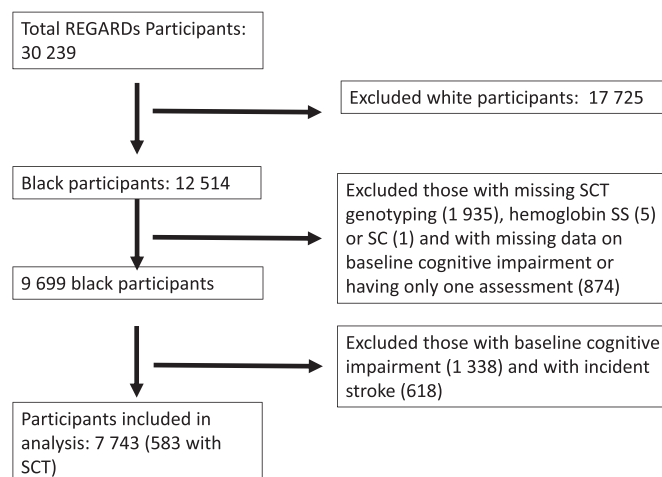 Total REGARDs Participants:
30 239
Excluded white participants: 17 725
Black participants: 12 514
Excluded those with missing SCT
genotyping (1 935), hemoglobin SS (5)
or SC (1) and with missing data on
baseline cognitive impairment or
having only one assessment (874)
9 699 black participants
Excluded those with baseline cognitive
impairment (1 338) and with incident
stroke (618)
Participants included in
analysis: 7 743 (583 with
SCT)